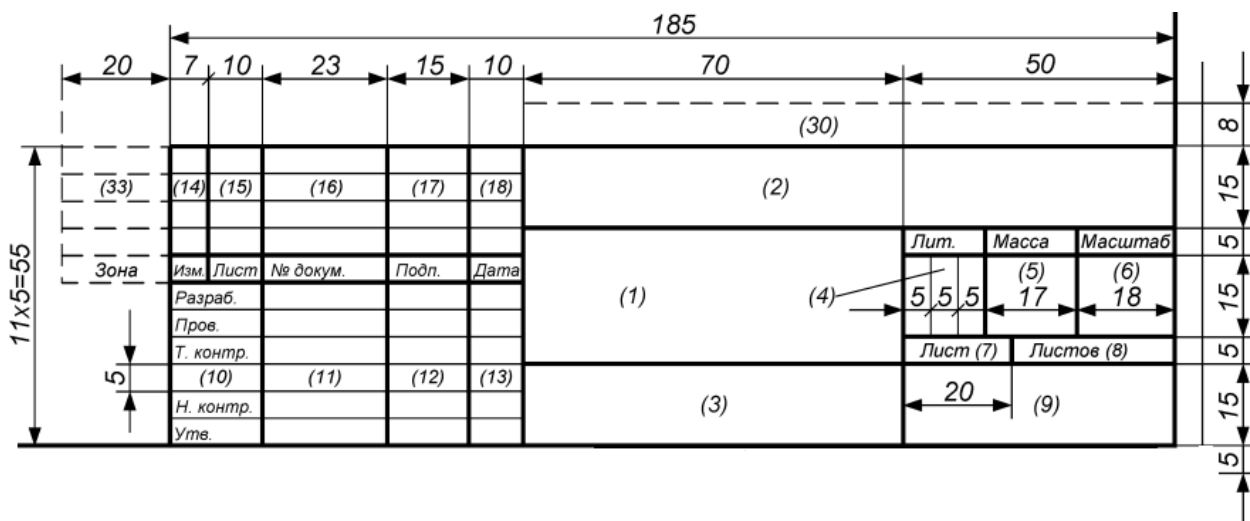 185
20 7 10 23 15 10 70 50
(30) 8
(33) (14) (15) (16) (17) (18) (2) 15
Лит. Масса Масштаб 5
Зона Изм. Лист № докум. Подп. Дата
11х5=55 (1) (4) 5 5 5 (5) 17 (6) 18 15
Разраб.
Пров.
Т. контр. Лист (7) Листов (8) 5
5 (10) (11) (12) (13)
Н. контр. (3) 20 (9) 15
Утв.
5